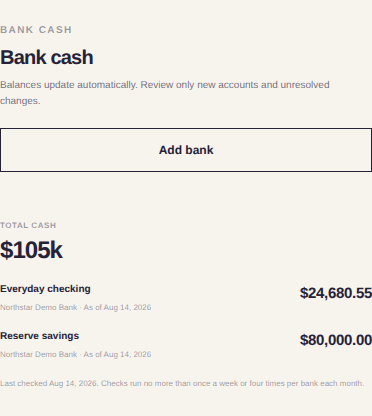 BANK CASH
Bank cash
Balances update automatically. Review only new accounts and unresolved
changes.
Add bank
TOTAL CASH
$105k
Everyday checking
$24,680.55
Northstar Demo Bank · As of Aug 14, 2026
Reserve savings
$80,000.00
Northstar Demo Bank · As of Aug 14, 2026
Last checked Aug 14, 2026. Checks run no more than once a week or four times per bank each month.